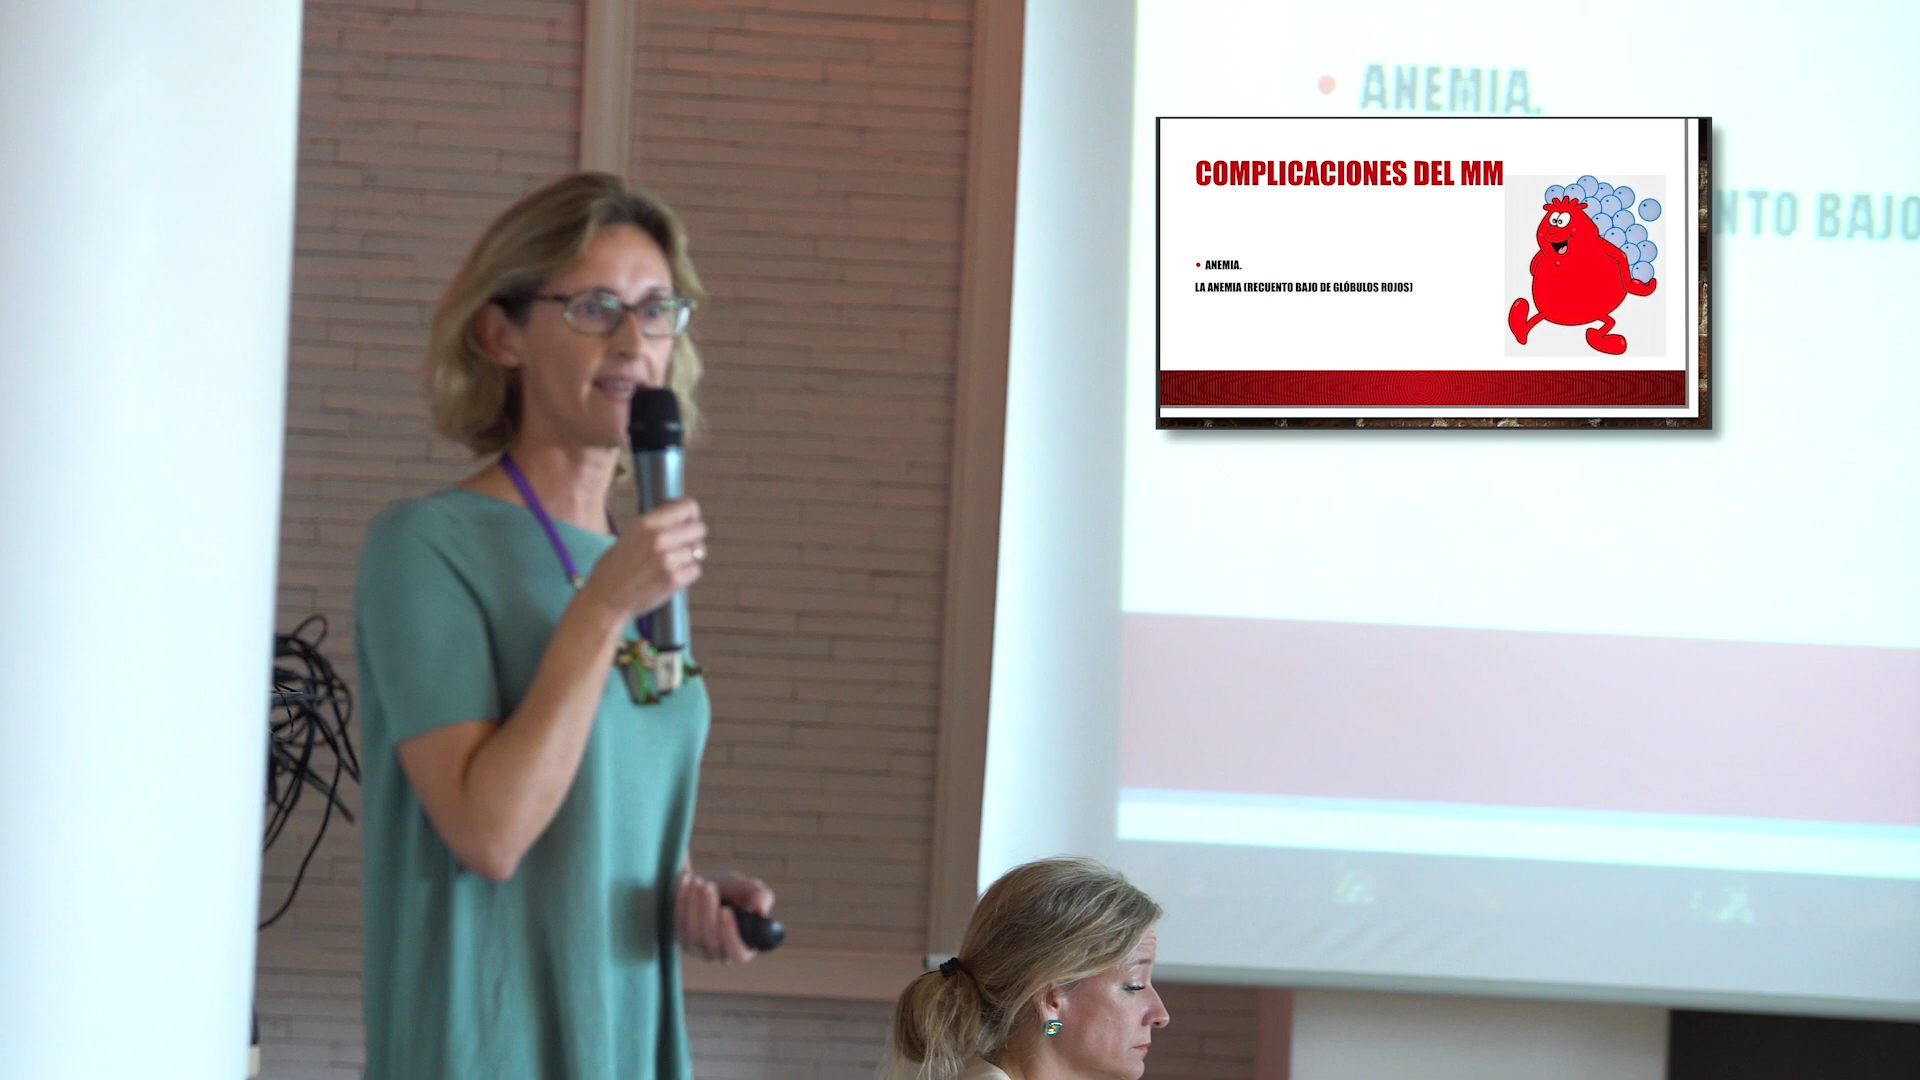 ANEMIA.
NTO BAJO
COMPLICACIONES DEL MM
• ANEMIA.
LA ANEMIA (RECUENTO BAJO DE GLÓBULOS ROJOS)